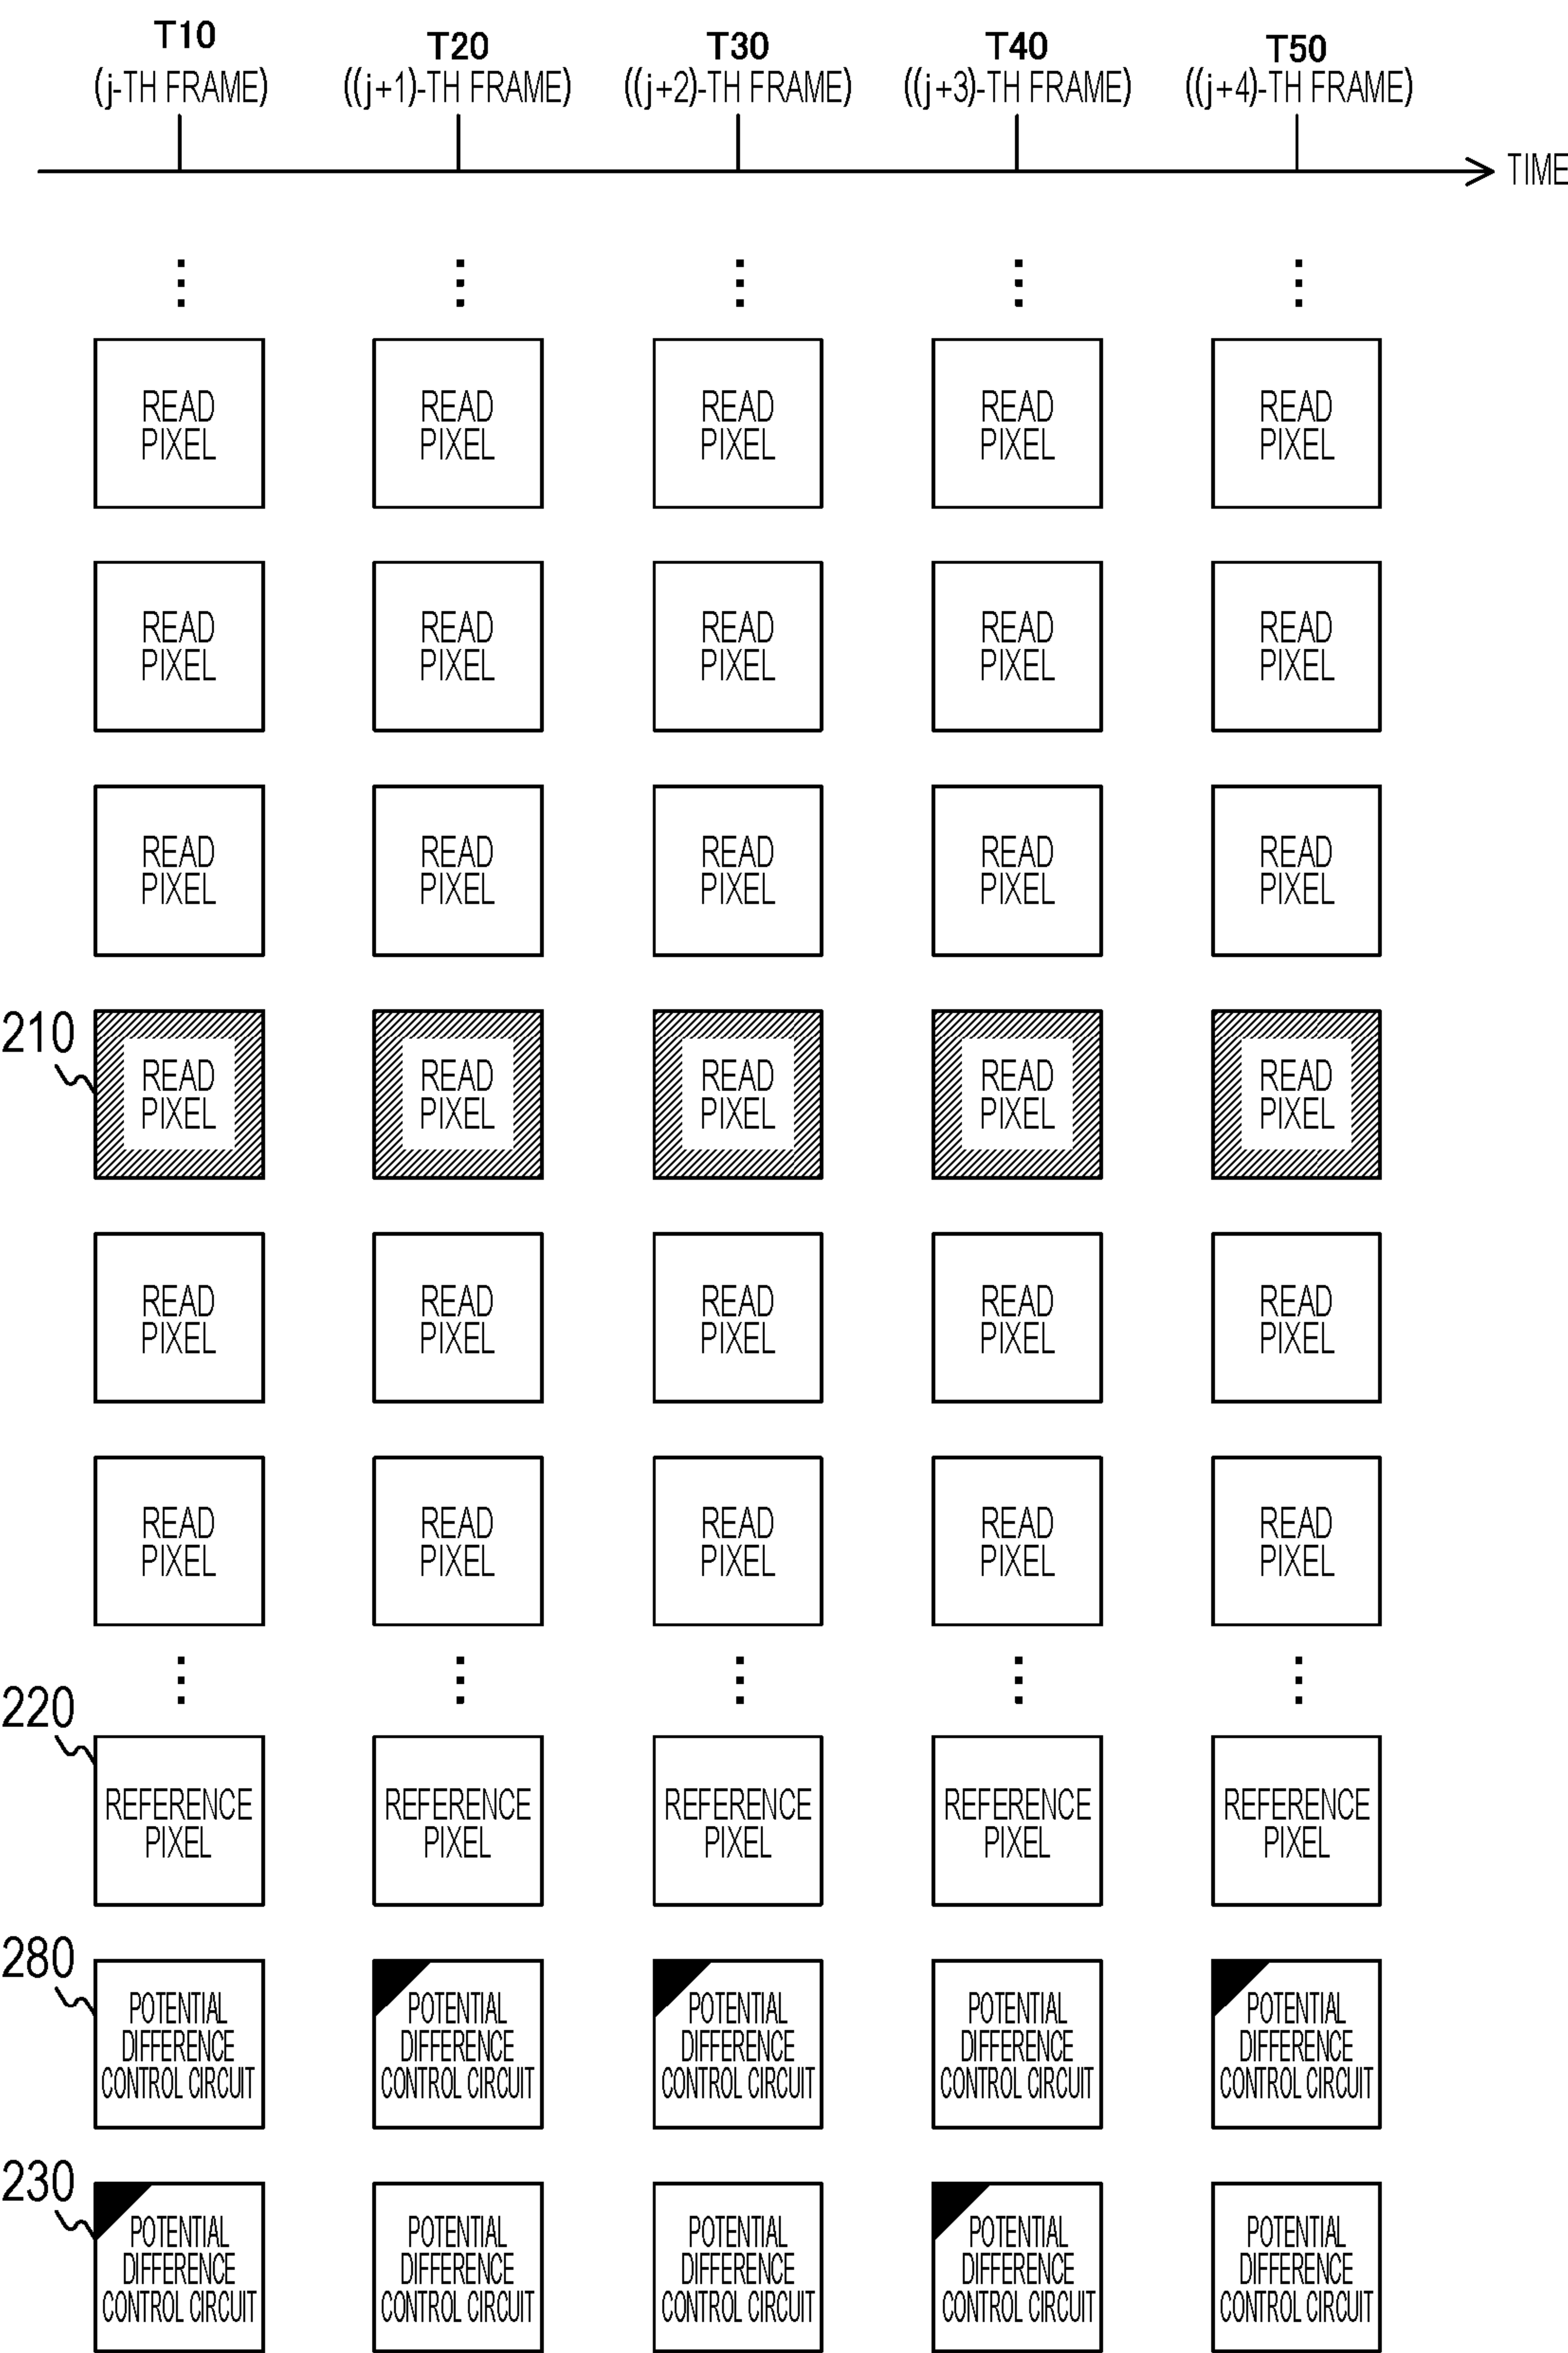 T10 T20 T30 T40 T50
(j-TH FRAME) ((j+1)-TH FRAME) ((j+2)-TH FRAME) ((j+3)-TH FRAME) ((j+4)-TH FRAME)
TIME
READ READ READ READ READ
PIXEL PIXEL PIXEL PIXEL PIXEL
READ READ READ READ READ
PIXEL PIXEL PIXEL PIXEL PIXEL
READ READ READ READ READ
PIXEL PIXEL PIXEL PIXEL PIXEL
210
READ READ READ READ READ
PIXEL PIXEL PIXEL PIXEL PIXEL
READ READ READ READ READ
PIXEL PIXEL PIXEL PIXEL PIXEL
READ READ READ READ READ
PIXEL PIXEL PIXEL PIXEL PIXEL
220
REFERENCE REFERENCE REFERENCE REFERENCE REFERENCE
PIXEL PIXEL PIXEL PIXEL PIXEL
280
POTENTIAL POTENTIAL POTENTIAL POTENTIAL POTENTIAL
DIFFERENCE DIFFERENCE DIFFERENCE DIFFERENCE DIFFERENCE
CONTROL CIRCUIT CONTROL CIRCUIT CONTROL CIRCUIT CONTROL CIRCUIT CONTROL CIRCUIT
230
POTENTIAL POTENTIAL POTENTIAL POTENTIAL POTENTIAL
DIFFERENCE DIFFERENCE DIFFERENCE DIFFERENCE DIFFERENCE
CONTROL CIRCUIT CONTROL CIRCUIT CONTROL CIRCUIT CONTROL CIRCUIT CONTROL CIRCUIT